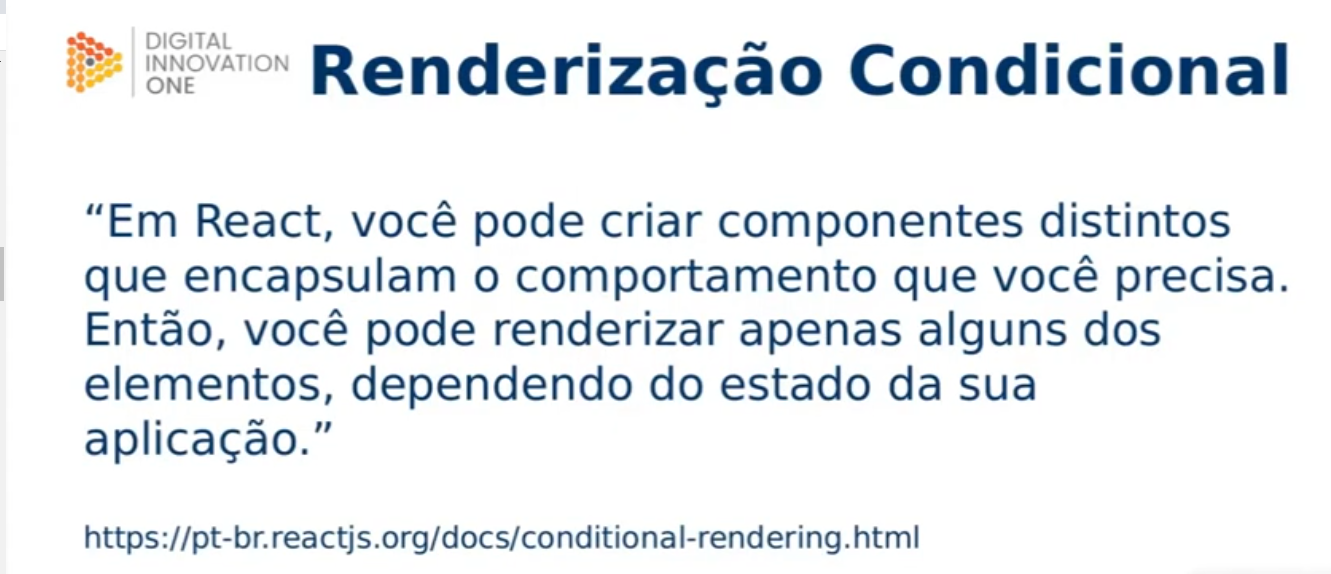 DIGITAL
INNOVATION
ONE
Renderização Condicional
“Em React, você pode criar componentes distintos
que encapsulam o comportamento que você precisa.
Então, você pode renderizar apenas alguns dos
elementos, dependendo do estado da sua
aplicação.”
https://pt-br.reactjs.org/docs/conditional-rendering.html